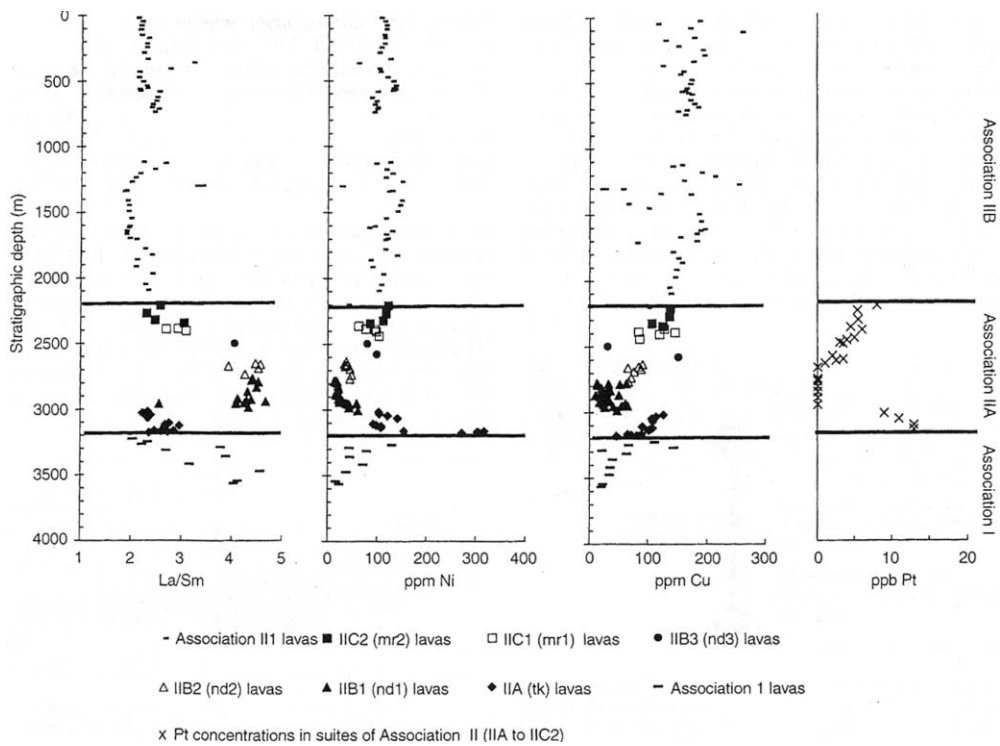 0
500
1000
1500
2000
2500
3000
3500
4000
Stratigraphic depth (m)
1 2 3 4 5
La/Sm
0 100 200 300 400
ppm Ni
0 100 200 300
ppm Cu
0 10 20
ppb Pt
Association IIB
Association IIA
Association I
- Association II1 lavas ■ IIC2 (mr2) lavas □ IIC1 (mr1) lavas ● IIB3 (nd3) lavas
△ IIB2 (nd2) lavas ▲ IIB1 (nd1) lavas ◆ IIA (tk) lavas – Association 1 lavas
x Pt concentrations in suites of Association II (IIA to IIC2)